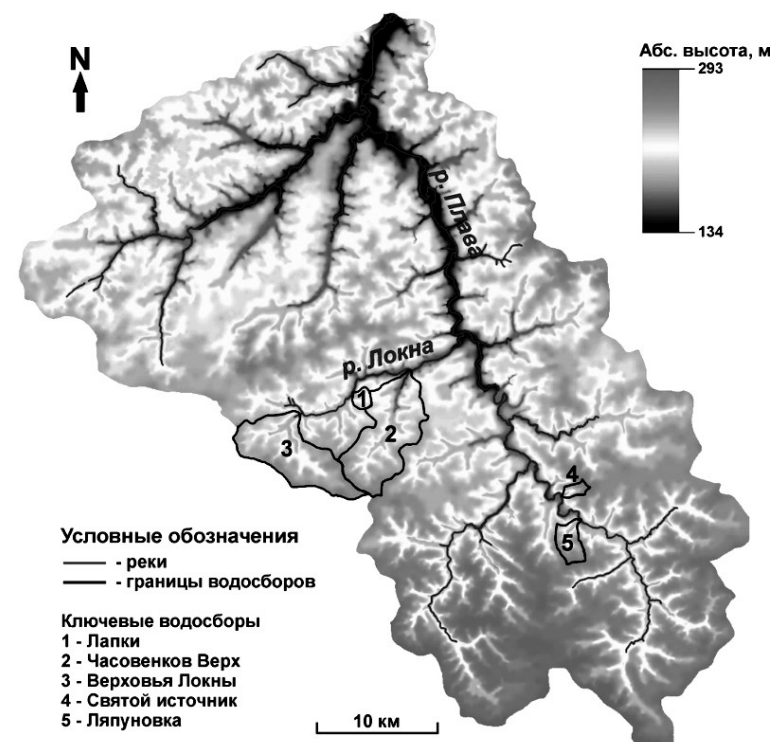 Абс. высота, м
293
134
N
р. Плава
р. Локна
1
2
3
4
5
Условные обозначения
- реки
- границы водосборов
Ключевые водосборы
1 - Лапки
2 - Часовенков Верх
3 - Верховья Локны
4 - Святой источник
5 - Ляпуновка
10 км